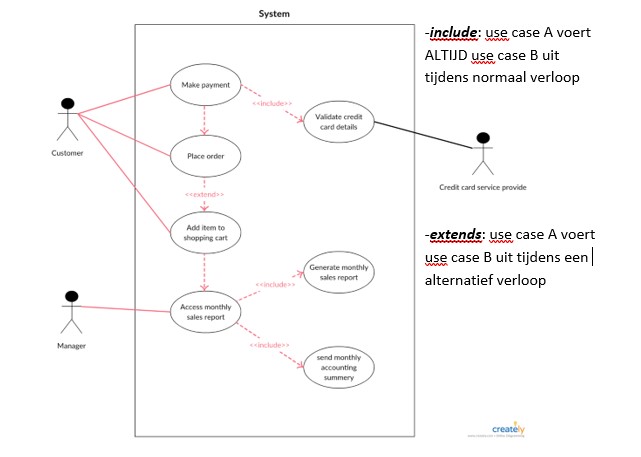 System
-include: use case A voert
ALTIJD use case B uit
tijdens normaal verloop
Make payment
<<include>>
Validate credit
card details
Customer
Place order
Credit card service provide
<<extend>>
Add item to
shopping cart
-extends: use case A voert
use case B uit tijdens een
alternatief verloop
Generate monthly
sales report
<<include>>
Access monthly
sales report
Manager
<<include>>
send monthly
accounting
summery
creately